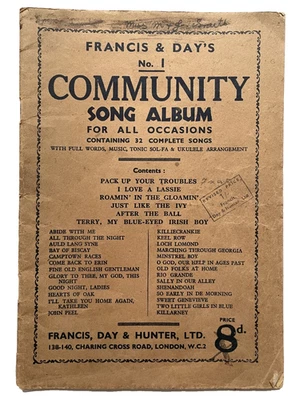 FRANCIS & DAY'S
No. 1
COMMUNITY
SONG ALBUM
FOR ALL OCCASIONS
CONTAINING 32 COMPLETE SONGS
WITH FULL WORDS, MUSIC, TONIC SOL-FA & UKULELE ARRANGEMENT
Contents :
PACK UP YOUR TROUBLES
I LOVE A LASSIE
ROAMIN' IN THE GLOAMIN'
JUST LIKE THE IVY
AFTER THE BALL
TERRY, MY BLUE-EYED IRISH BOY
ABIDE WITH ME
ALL THROUGH THE NIGHT
AULD LANG SYNE
BAY OF BISCAY
CAMPTOWN RACES
COME BACK TO ERIN
FINE OLD ENGLISH GENTLEMAN
GLORY TO THEE, MY GOD, THIS
NIGHT
GOOD NIGHT, LADIES
HEARTS OF OAK
I'LL TAKE YOU HOME AGAIN,
KATHLEEN
JOHN PEEL
KILLIECRANKIE
KEEL ROW
LOCH LOMOND
MARCHING THROUGH GEORGIA
MINSTREL BOY
O GOD, OUR HELP IN AGES PAST
OLD FOLKS AT HOME
RIO GRANDE
SALLY IN OUR ALLEY
SHENANDOAH
SO EARLY IN DE MORNING
SWEET GENEVIEVE
TWO LITTLE GIRLS IN BLUE
KILLARNEY
PRICE
8d.
FRANCIS, DAY & HUNTER, LTD.
138-140, CHARING CROSS ROAD, LONDON, W.C.2